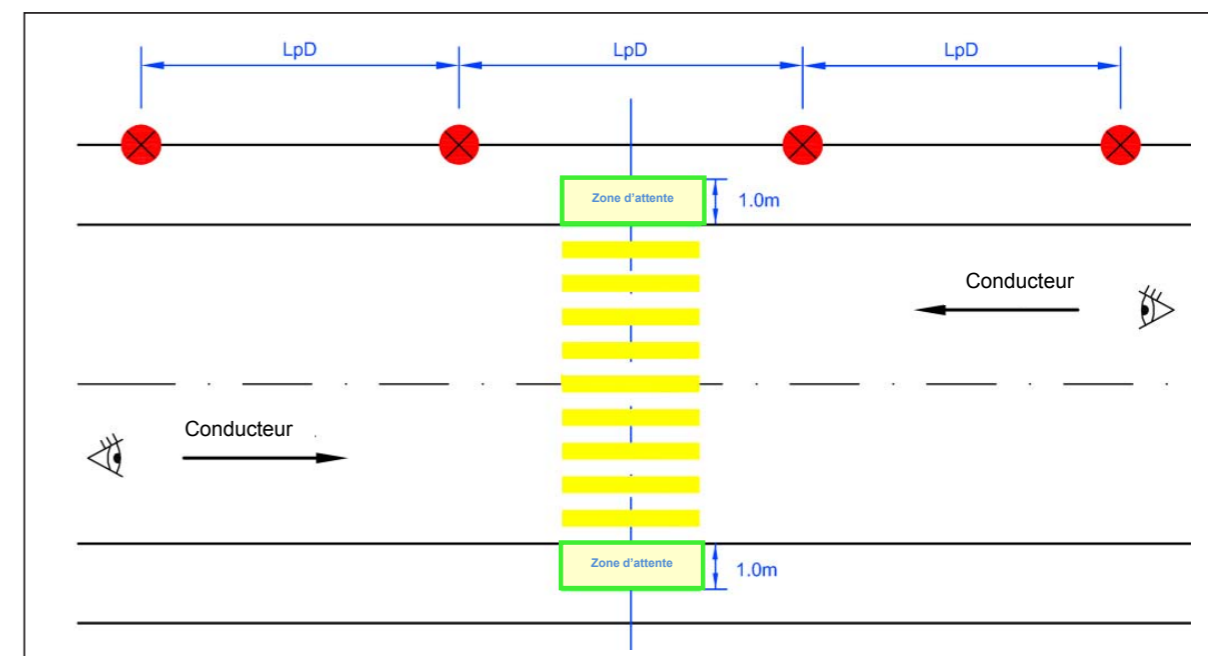 LpD LpD LpD
Zone d'attente
1.0m
Conducteur
Conducteur
Zone d'attente
1.0m